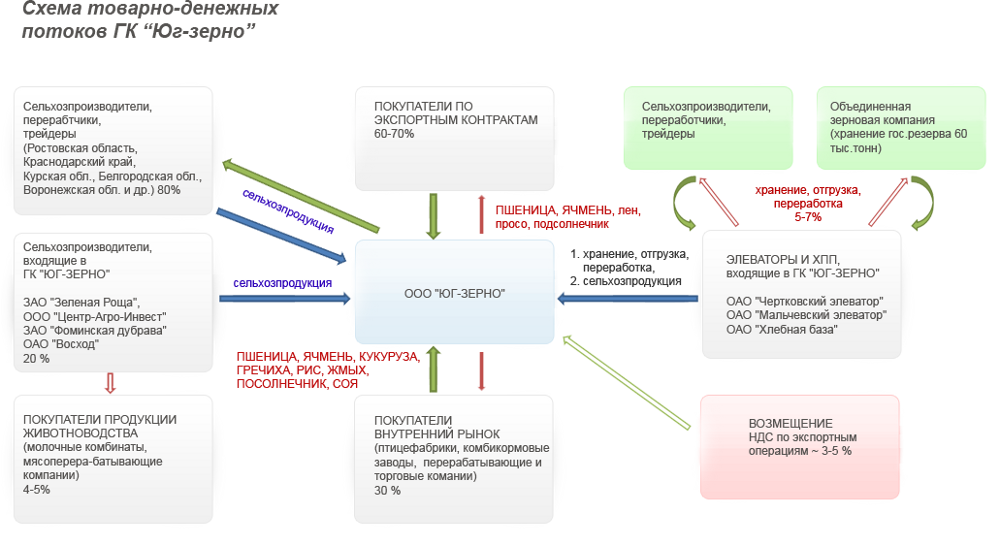 Схема товарно-денежных
потоков ГК “Юг-зерно”
Сельхозпроизводители,
перерабтчики,
трейдеры
(Ростовская область,
Краснодарский край,
Курская обл., Белгородская обл.,
Воронежская обл. и др.) 80%
ПОКУПАТЕЛИ ПО
ЭКСПОРТНЫМ КОНТРАКТАМ
60-70%
Сельхозпроизводители,
переработчики,
трейдеры
Объединенная
зерновая компания
(хранение гос.резерва 60
тыс.тонн)
сельхозпродукция
ПШЕНИЦА, ЯЧМЕНЬ, лен,
просо, подсолнечник
хранение, отгрузка,
переработка
5-7%
Сельхозпроизводители,
входящие в
ГК "ЮГ-ЗЕРНО"
ЗАО "Зеленая Роща",
ООО "Центр-Агро-Инвест"
ЗАО "Фоминская дубрава"
ОАО "Восход"
20 %
сельхозпродукция
ООО "ЮГ-ЗЕРНО"
1. хранение, отгрузка,
переработка,
2. сельхозпродукция
ЭЛЕВАТОРЫ И ХПП,
входящие в ГК "ЮГ-ЗЕРНО"
ОАО "Чертковский элеватор"
ОАО "Мальчевский элеватор"
ОАО "Хлебная база"
ПШЕНИЦА, ЯЧМЕНЬ, КУКУРУЗА,
ГРЕЧИХА, РИС, ЖМЫХ,
ПОСОЛНЕЧНИК, СОЯ
ПОКУПАТЕЛИ ПРОДУКЦИИ
ЖИВОТНОВОДСТВА
(молочные комбинаты,
мясоперера-батывающие
компании)
4-5%
ПОКУПАТЕЛИ
ВНУТРЕННИЙ РЫНОК
(птицефабрики, комбикормовые
заводы, перерабатывающие и
торговые комании)
30 %
ВОЗМЕЩЕНИЕ
НДС по экспортным
операциям ~ 3-5 %